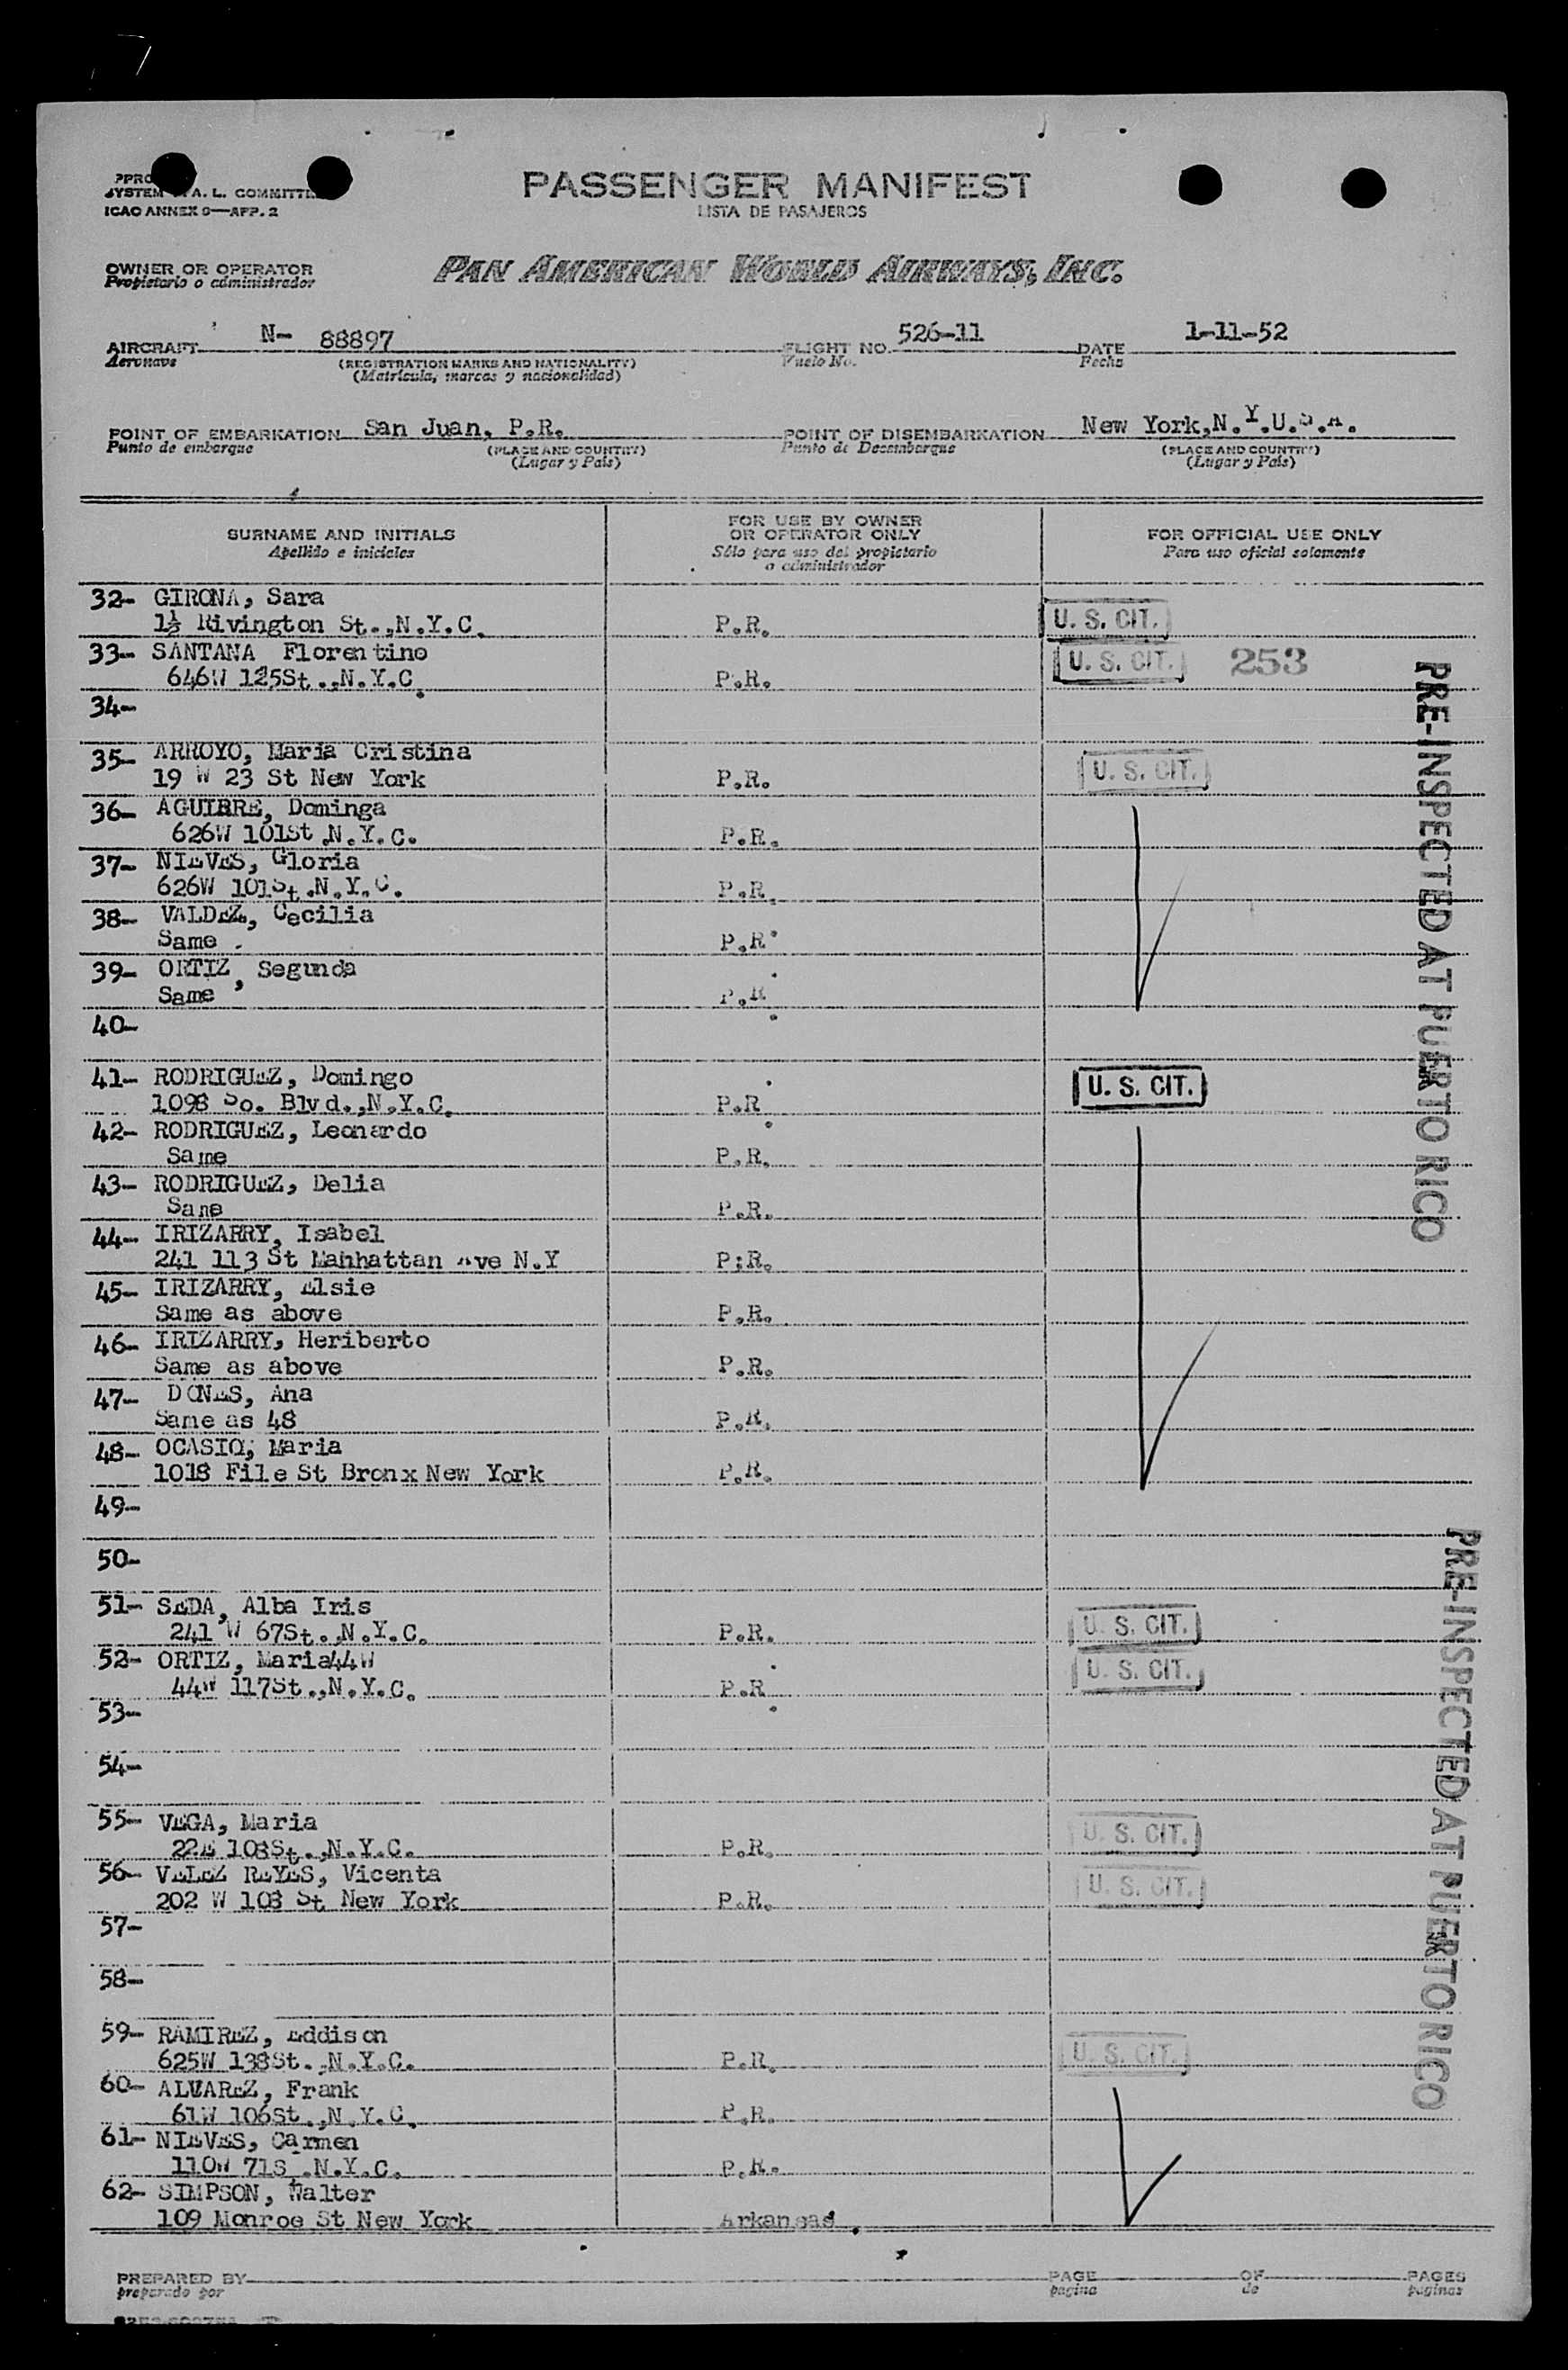 SYSTEM A. L. COMMITTE
ICAO ANNEX 9—APP. 2
PASSENGER MANIFEST
LISTA DE PASAJEROS
OWNER OR OPERATOR
Propietario o administrador
PAN AMERICAN WORLD AIRWAYS, INC.
AIRCRAFT N- 88897 FLIGHT NO. 526-11 DATE 1-11-52
Aeronave (REGISTRATION MARKS AND NATIONALITY) Vuelo No. Fecha
(Matrícula, marcas y nacionalidad)
POINT OF EMBARKATION San Juan, P.R. POINT OF DISEMBARKATION New York,N.Y.U.S.A.
Punto de embarque (PLACE AND COUNTRY) Punto de Desembarque (PLACE AND COUNTRY)
(Lugar y País) (Lugar y País)
SURNAME AND INITIALS FOR USE BY OWNER OR OPERATOR ONLY FOR OFFICIAL USE ONLY
Apellido e iniciales Sólo para uso del propietario o administrador Para uso oficial solamente
32- GIRONA, Sara
1½ Rivington St.,N.Y.C. P.R. U. S. CIT.
33- SANTANA Florentino U. S. CIT. 253
646W 125St.,N.Y.C. P.R.
34-
35- ARROYO, Maria Cristina
19 W 23 St New York P.R. U. S. CIT.
36- AGUIRRE, Dominga
626W 101St,N.Y.C. P.R.
37- NIEVES, Gloria
626W 101St.N.Y.C. P.R.
38- VALDEZ, Cecilia
Same . P.R.
39- ORTIZ, Segunda
Same P.R.
40-
41- RODRIGUEZ, Domingo U. S. CIT.
1098 So. Blvd.,N.Y.C. P.R.
42- RODRIGUEZ, Leonardo
Same P.R.
43- RODRIGUEZ, Delia
Same P.R.
44- IRIZARRY, Isabel
241 113 St Manhattan Ave N.Y P:R.
45- IRIZARRY, Elsie
Same as above P.R.
46- IRIZARRY, Heriberto
Same as above P.R.
47- DONES, Ana
Same as 48 P.R.
48- OCASIO, Maria
1018 File St Bronx New York P.R.
49-
50-
51- SEDA, Alba Iris
241 W 67St.,N.Y.C. P.R. U. S. CIT.
52- ORTIZ, Maria44W U. S. CIT.
44W 117St.,N.Y.C. P.R.
53-
54-
55- VEGA, Maria
22E 108St.,N.Y.C. P.R. U. S. CIT.
56- VELEZ REYES, Vicenta
202 W 108 St New York P.R. U. S. CIT.
57-
58-
59- RAMIREZ, Eddison
625W 138St.,N.Y.C. P.R. U. S. CIT.
60- ALVAREZ, Frank
61W 106St.,N.Y.C. P.R.
61- NIEVES, Carmen
110W 71S.,N.Y.C. P.R.
62- SIMPSON, Walter
109 Monroe St New York Arkansas.
PRE-INSPECTED AT PUERTO RICO
PRE-INSPECTED AT PUERTO RICO
PREPARED BY PAGE OF PAGES
preparado por página de páginas